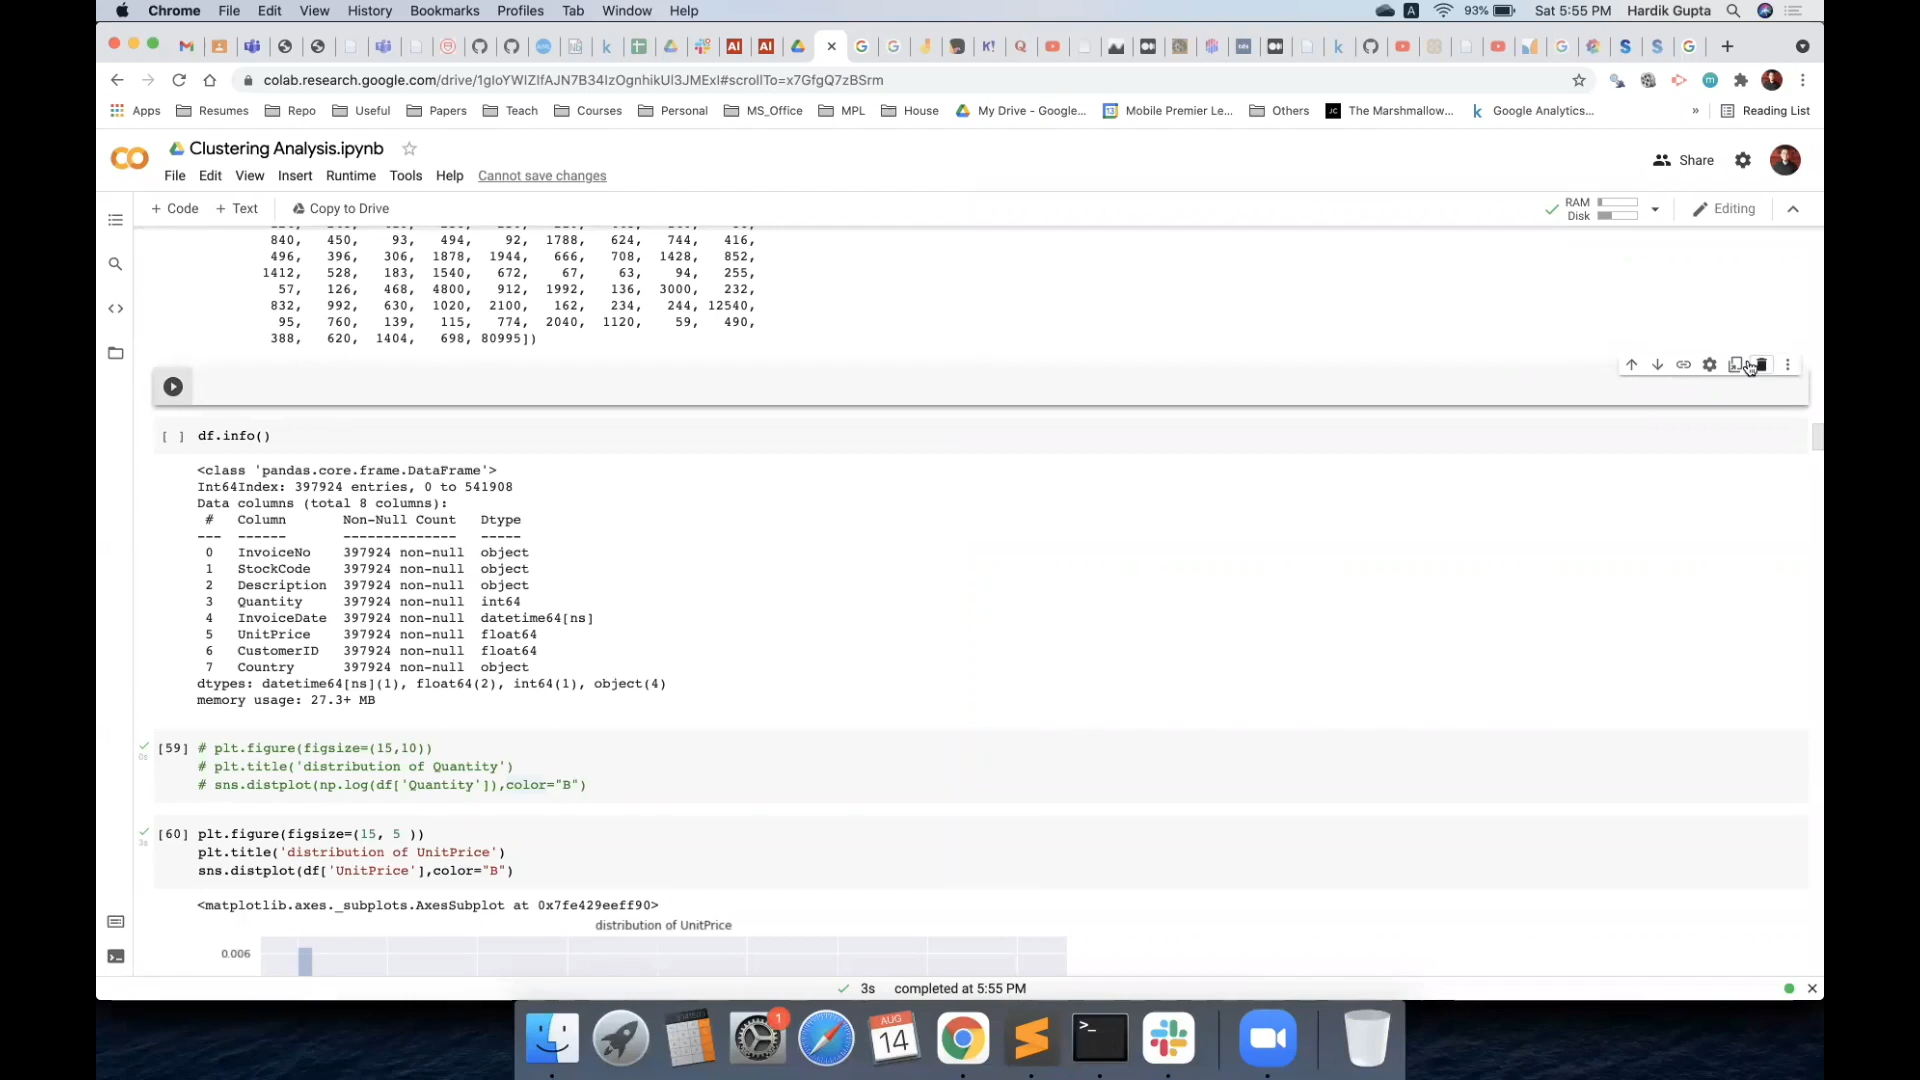 Chrome File Edit View History Bookmarks Profiles Tab Window Help
A 93% Sat 5:55 PM Hardik Gupta
colab.research.google.com/drive/1gIoYWIZIfAJN7B34IzOgnhikUl3JMExI#scrollTo=x7GfgQ7zBSrm
Apps Resumes Repo Useful Papers Teach Courses Personal MS_Office MPL House My Drive - Google... Mobile Premier Le... Others The Marshmallow... Google Analytics... » Reading List
Clustering Analysis.ipynb
Share
File Edit View Insert Runtime Tools Help Cannot save changes
+ Code + Text Copy to Drive
RAM
Disk
Editing
840, 450, 93, 494, 92, 1788, 624, 744, 416,
496, 396, 306, 1878, 1944, 666, 708, 1428, 852,
1412, 528, 183, 1540, 672, 67, 63, 94, 255,
57, 126, 468, 4800, 912, 1992, 136, 3000, 232,
832, 992, 630, 1020, 2100, 162, 234, 244, 12540,
95, 760, 139, 115, 774, 2040, 1120, 59, 490,
388, 620, 1404, 698, 80995])
[ ] df.info()
<class 'pandas.core.frame.DataFrame'>
Int64Index: 397924 entries, 0 to 541908
Data columns (total 8 columns):
# Column Non-Null Count Dtype
--- ------ -------------- -----
0 InvoiceNo 397924 non-null object
1 StockCode 397924 non-null object
2 Description 397924 non-null object
3 Quantity 397924 non-null int64
4 InvoiceDate 397924 non-null datetime64[ns]
5 UnitPrice 397924 non-null float64
6 CustomerID 397924 non-null float64
7 Country 397924 non-null object
dtypes: datetime64[ns](1), float64(2), int64(1), object(4)
memory usage: 27.3+ MB
[59] # plt.figure(figsize=(15,10))
# plt.title('distribution of Quantity')
# sns.distplot(np.log(df['Quantity']),color="B")
[60] plt.figure(figsize=(15, 5 ))
3s
plt.title('distribution of UnitPrice')
sns.distplot(df['UnitPrice'],color="B")
<matplotlib.axes._subplots.AxesSubplot at 0x7fe429eeff90>
distribution of UnitPrice
0.006
3s completed at 5:55 PM
1
AUG
14